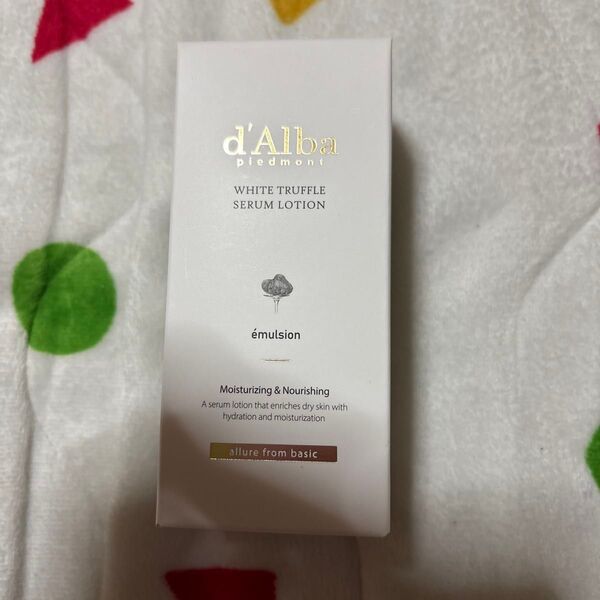 d'Alba
piedmont
WHITE TRUFFLE
SERUM LOTION
émulsion
Moisturizing & Nourishing
A serum lotion that enriches dry skin with
hydration and moisturization
allure from basic